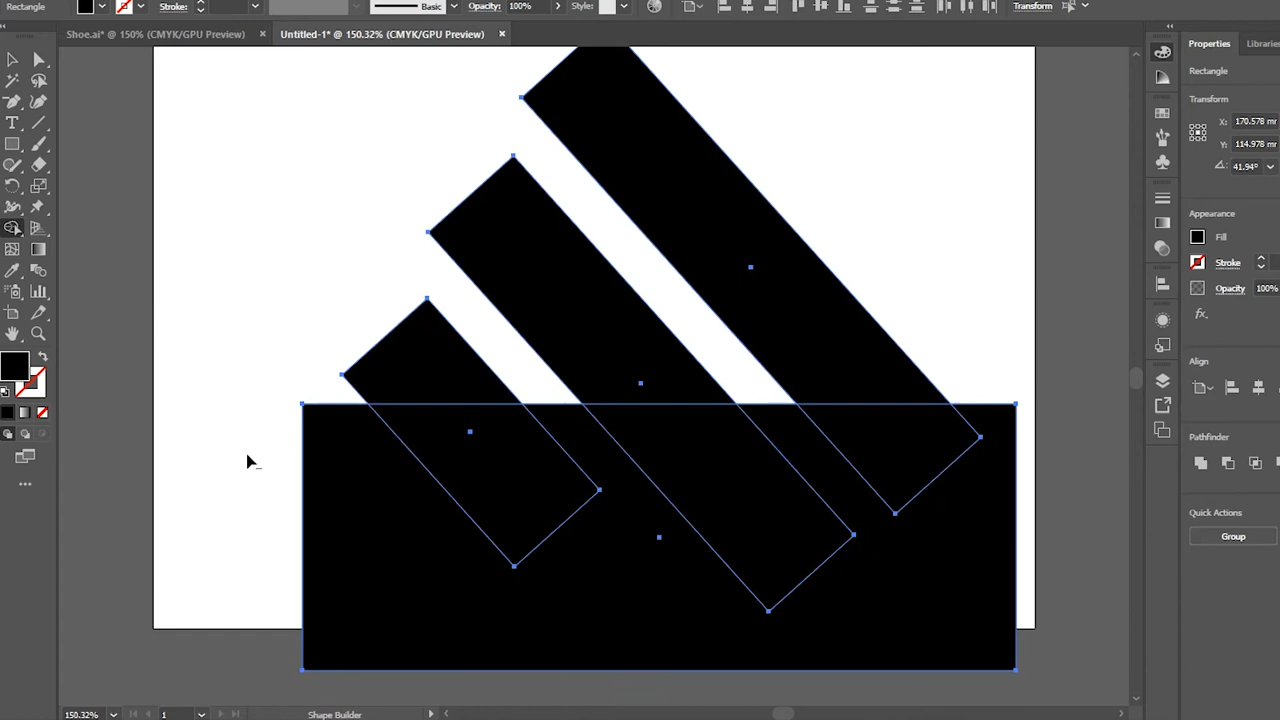 Rectangle
Stroke:
Basic
Opacity: 100%
Style:
Transform
Shoe.ai* @ 150% (CMYK/GPU Preview)
Untitled-1* @ 150.32% (CMYK/GPU Preview)
Properties
Libraries
Rectangle
Transform
X: 170.578 mm
Y: 114.978 mm
41.94°
Appearance
Fill
Stroke
Opacity 100%
fx.
Align
Pathfinder
Quick Actions
Group
150.32%
1
Shape Builder